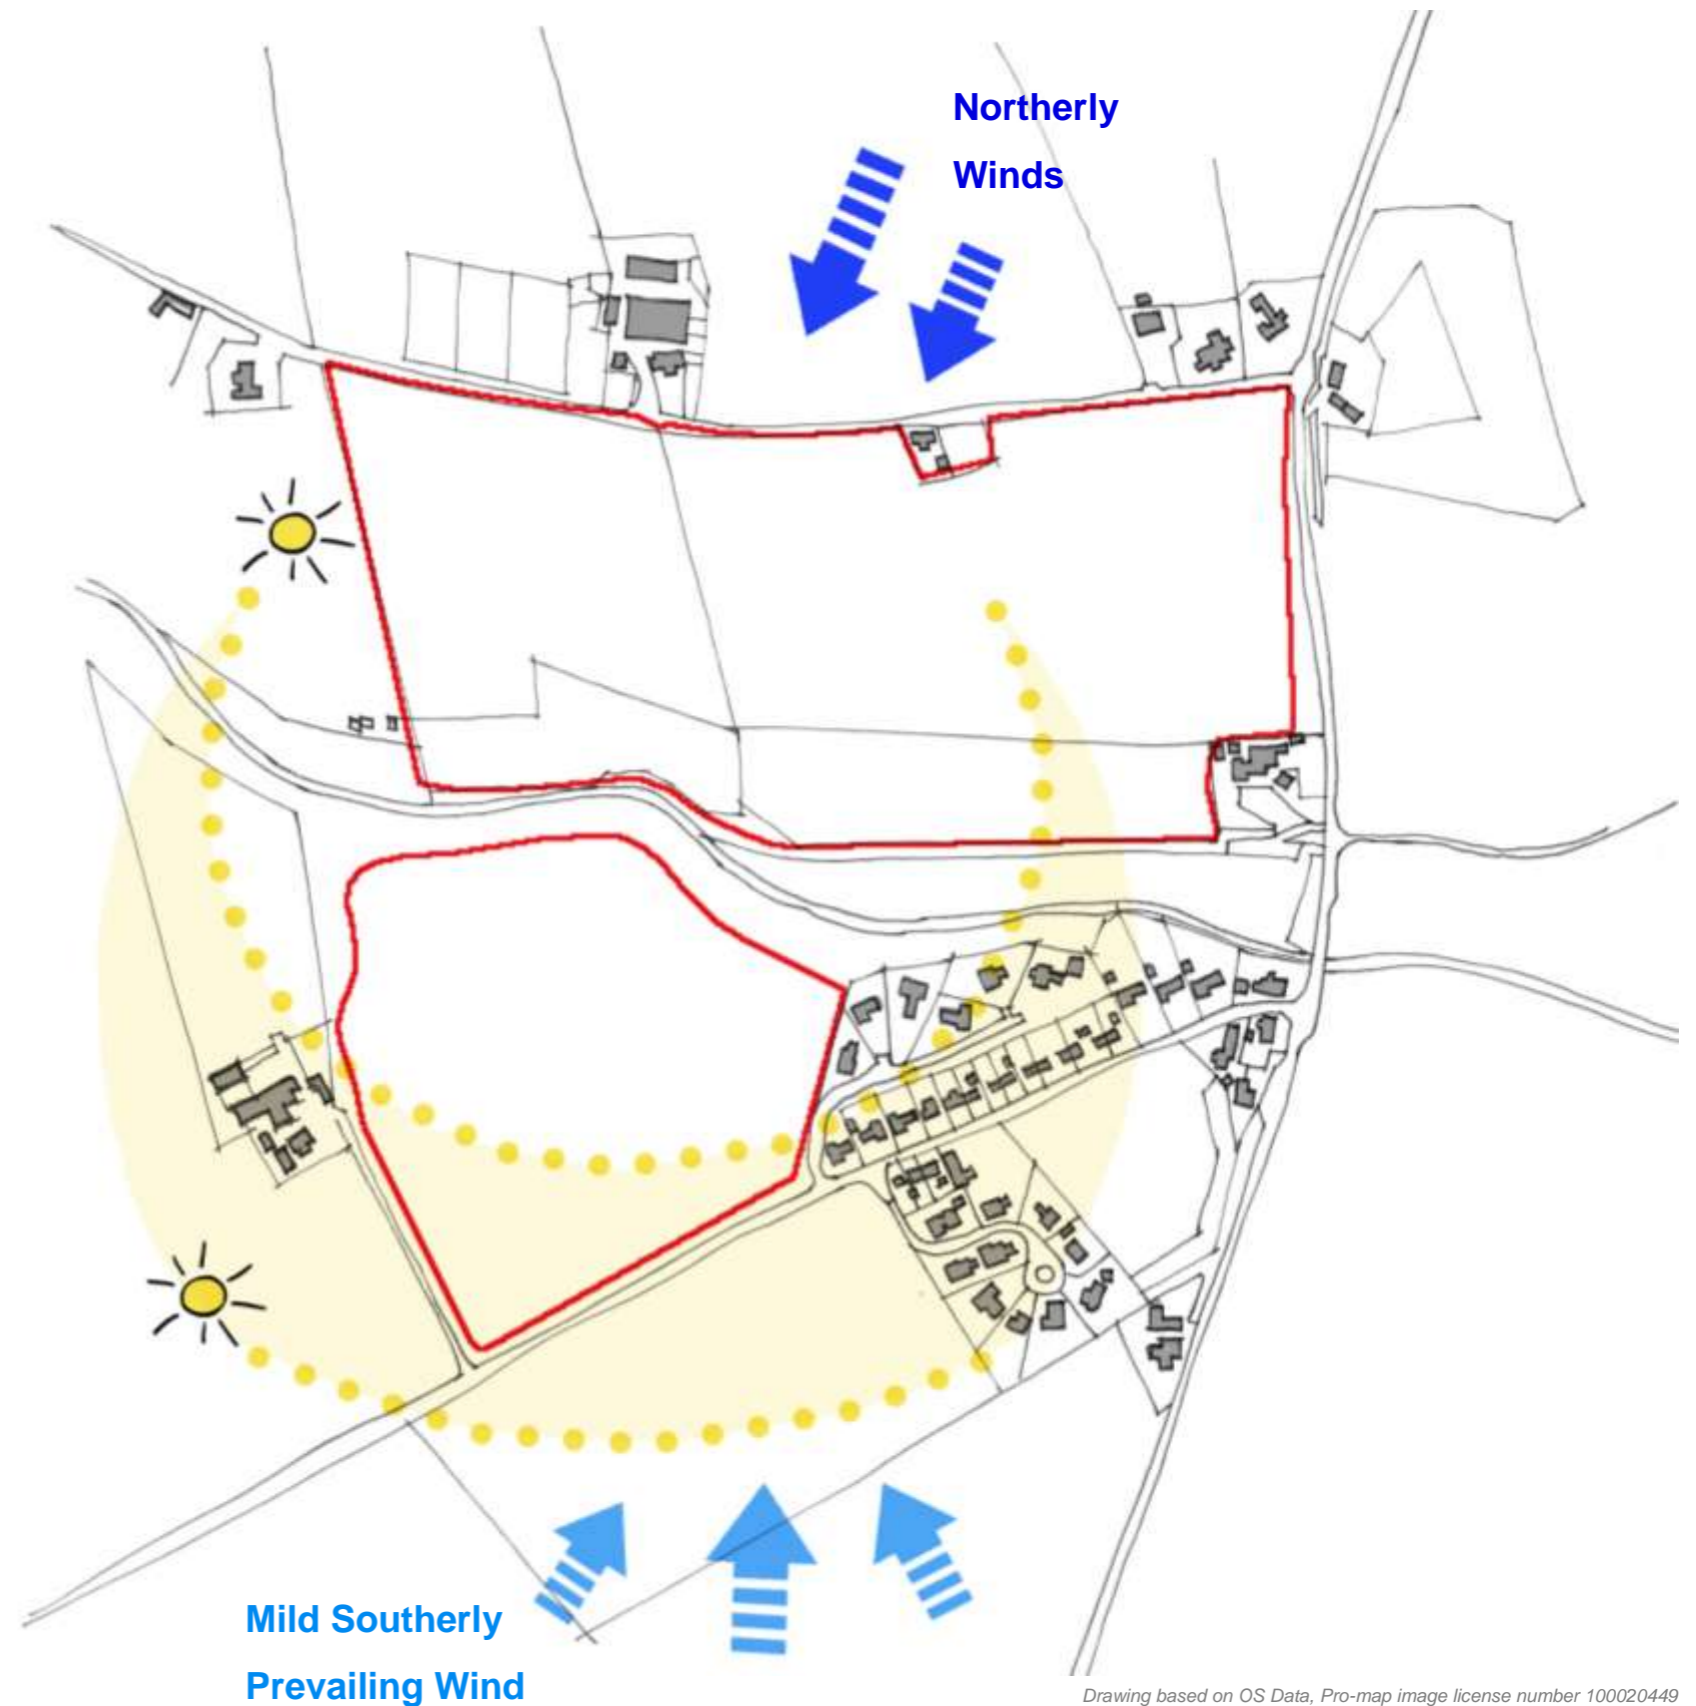 Northerly
Winds
Mild Southerly
Prevailing Wind
Drawing based on OS Data, Pro-map image license number 100020449